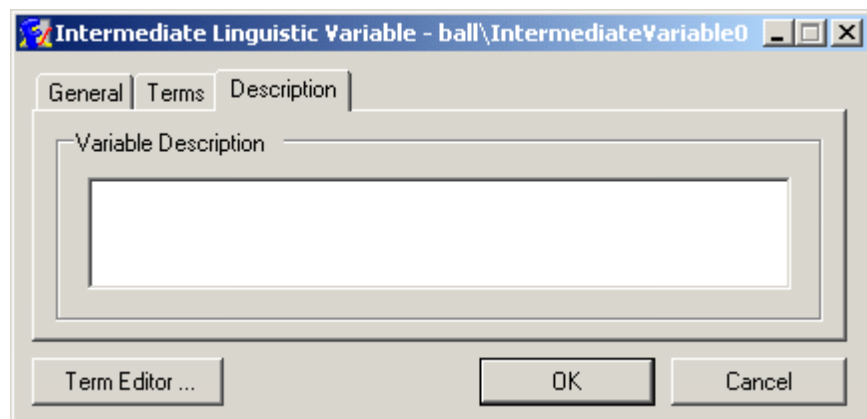 Intermediate Linguistic Variable - ball\IntermediateVariable0
General Terms Description
Variable Description
Term Editor ... OK Cancel